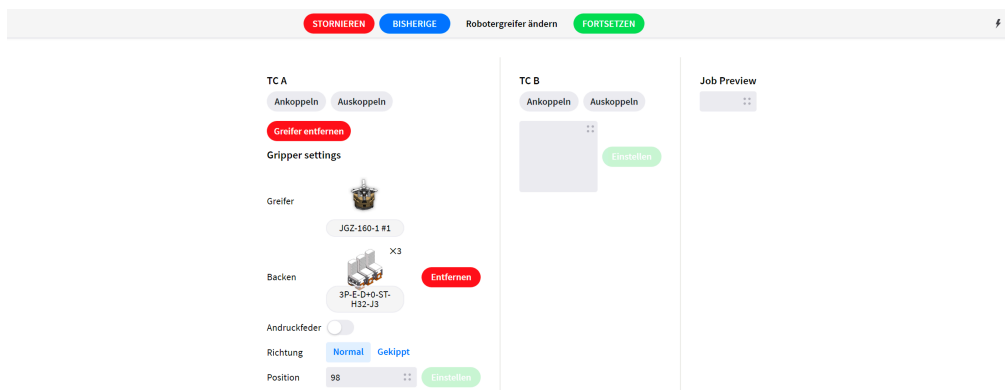 STORNIEREN BISHERIGE Robotergreifer ändern FORTSETZEN
TC A
Ankoppeln Auskoppeln
Greifer entfernen
Gripper settings
Greifer
JGZ-160-1 #1
×3
Backen
Entfernen
3P-E-D+0-ST-
H32-J3
Andruckfeder
Richtung Normal Gekippt
Position 98 Einstellen
TC B
Ankoppeln Auskoppeln
Einstellen
Job Preview